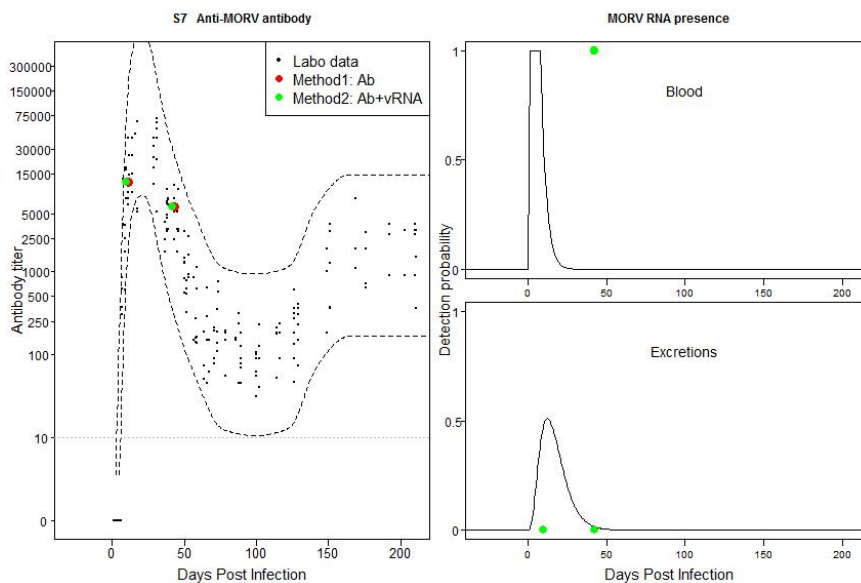 S7 Anti-MORV antibody
Antibody titer
300000
150000
75000
30000
15000
5000
2500
1000
500
250
100
10
0
Labo data
Method1: Ab
Method2: Ab+vRNA
0 50 100 150 200
Days Post Infection
MORV RNA presence
Detection probability
1
0.5
0
Blood
0 50 100 150 200
1
0.5
0
Excretions
0 50 100 150 200
Days Post Infection